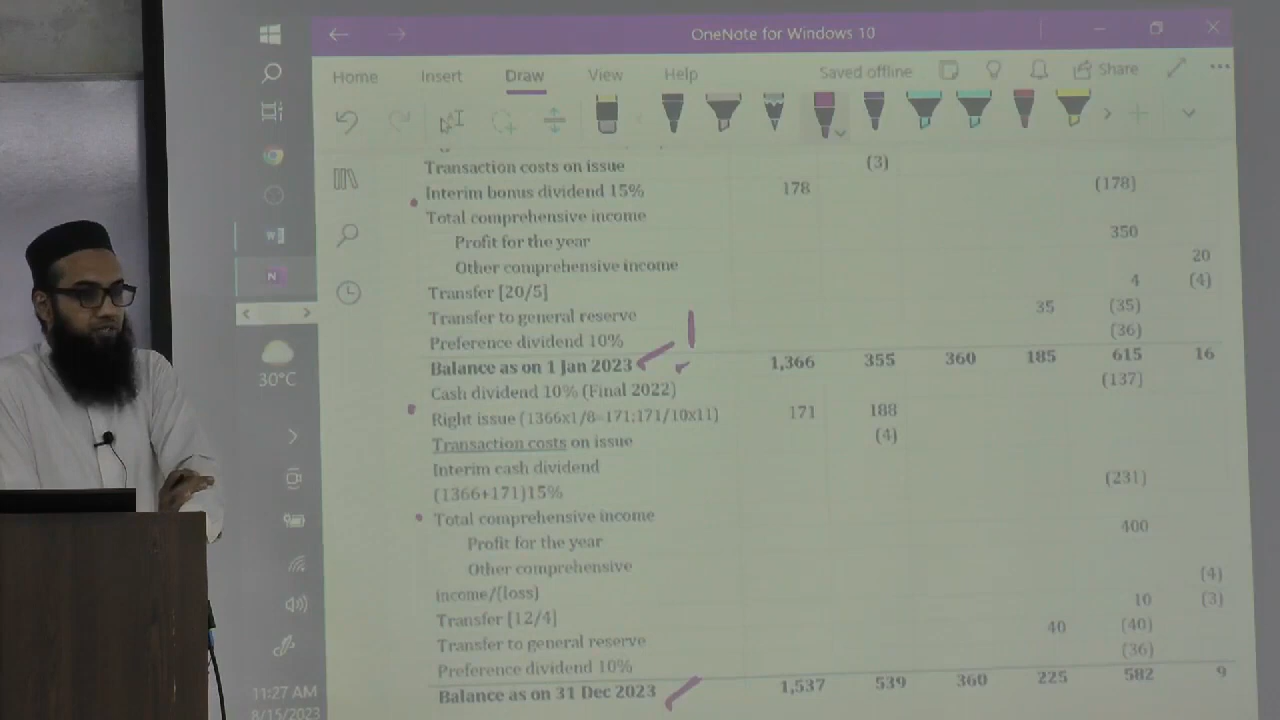 OneNote for Windows 10
Home Insert Draw View Help Saved offline Share
Transaction costs on issue (3)
Interim bonus dividend 15% 178 (178)
Total comprehensive income
Profit for the year 350
Other comprehensive income 20
Transfer [20/5] 4 (4)
Transfer to general reserve 35 (35)
Preference dividend 10% (36)
Balance as on 1 Jan 2023 1,366 355 360 185 615 16
Cash dividend 10% (Final 2022) (137)
Right issue (1366x1/8=171;171/10x11) 171 188
Transaction costs on issue (4)
Interim cash dividend
(1366+171)15% (231)
Total comprehensive income
Profit for the year 400
Other comprehensive
income/(loss) (4)
Transfer [12/4] 10 (3)
Transfer to general reserve 40 (40)
Preference dividend 10% (36)
Balance as on 31 Dec 2023 1,537 539 360 225 582 9
30°C
11:27 AM
8/15/2023